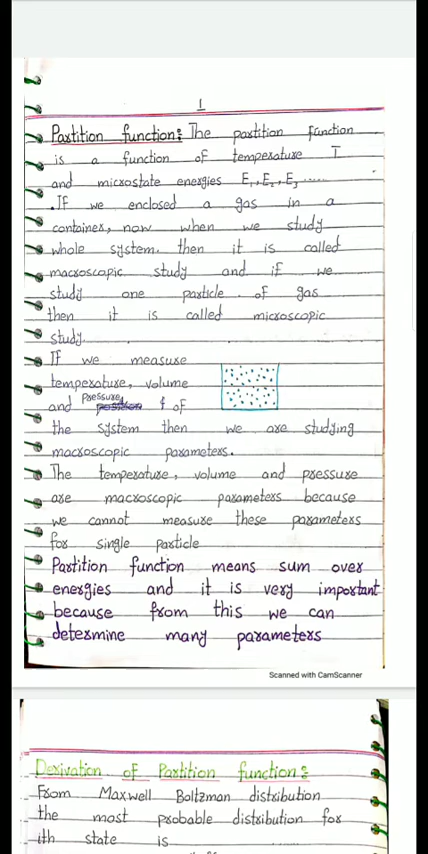 1
Partition function: The partition function
is a function of temperature T
and microstate energies E1, E2, E3 .....
.If we enclosed a gas in a
container, now when we study
whole system. then it is called
macroscopic study and if we
study one particle of gas
then it is called microscopic
study.
If we measure
temperature, volume
and Pressure of
the system then we are studying
macroscopic parameters.
The temperature, volume and pressure
are macroscopic parameters because
we cannot measure these parameters
for single particle
Partition function means sum over
energies and it is very important
because from this we can
determine many parameters
Scanned with CamScanner
Derivation of Partition function:
From Maxwell Boltzman distribution
the most probable distribution for
ith state is